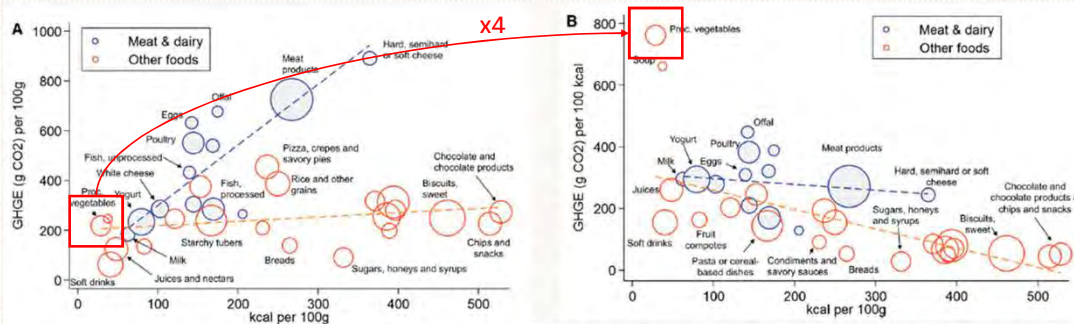 A
Meat & dairy
Other foods
GHGE (g CO2) per 100g
1000
800
600
400
200
0
0
100
200
300
400
500
kcal per 100g
Hard, semihard
or soft cheese
Meat
products
Offal
Eggs
Poultry
Fish, unprocessed
White cheese
Proc.
vegetables
Yogurt
Fish,
processed
Pizza, crepes and
savory pies
Rice and other
grains
Chocolate and
chocolate products
Biscuits,
sweet
Starchy tubers
Milk
Juices and nectars
Soft drinks
Breads
Sugars, honeys and syrups
Chips and
snacks
x4
B
Meat & dairy
Other foods
GHGE (g CO2) per 100 kcal
800
600
400
200
0
0
100
200
300
400
500
kcal per 100g
Proc. vegetables
Soup
Offal
Yogurt
Poultry
Milk
Eggs
Meat products
Hard, semihard or soft
cheese
Chocolate and
chocolate products
chips and snacks
Juices
Sugars, honeys
and syrups
Biscuits,
sweet
Soft drinks
Fruit
compotes
Pasta or cereal-
based dishes
Condiments and
savory sauces
Breads